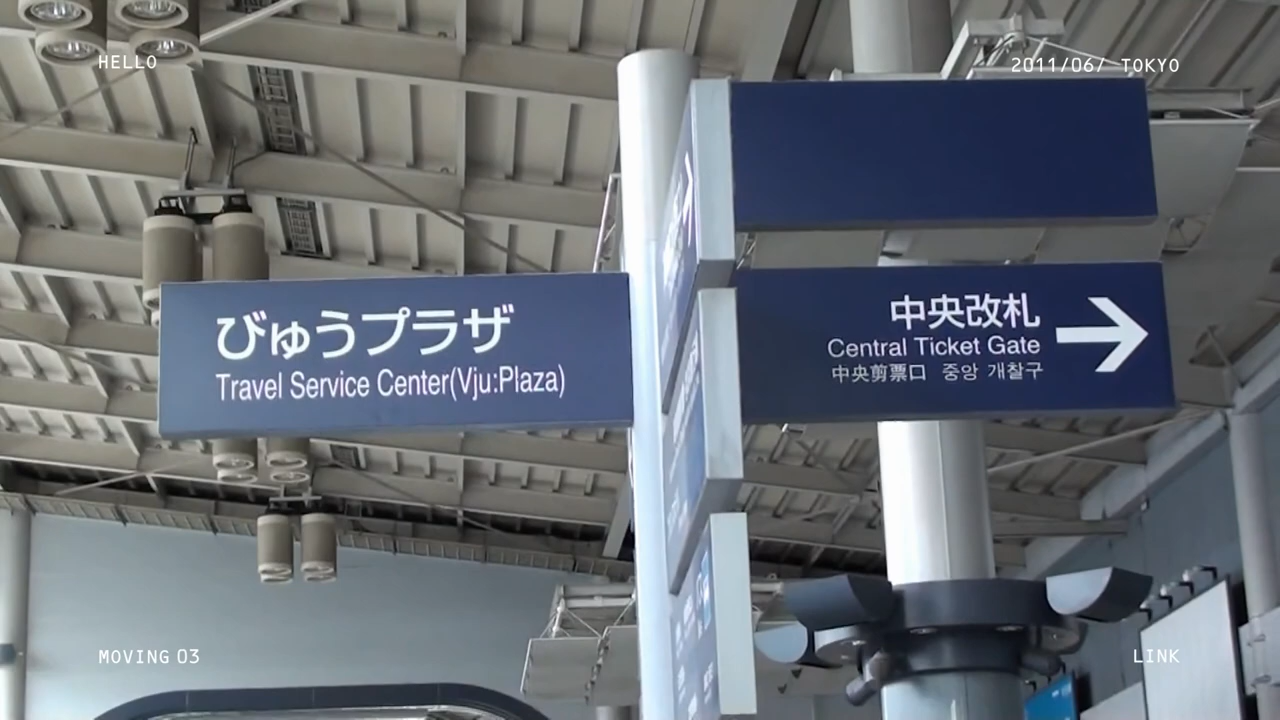 HELLO
2011/06/ TOKYO
びゅうプラザ
Travel Service Center(Vju:Plaza)
中央改札
Central Ticket Gate
中央剪票口 중앙 개찰구
MOVING 03
LINK